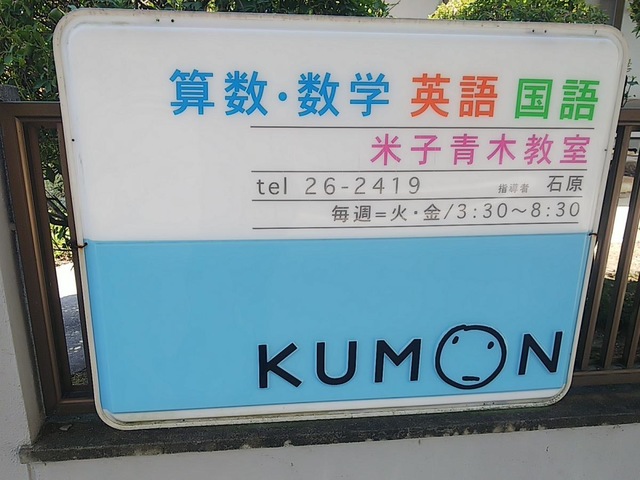 算数・数学 英語 国語
米子青木教室
tel 26-2419 指導者 石原
毎週=火・金/3:30〜8:30
KUMON